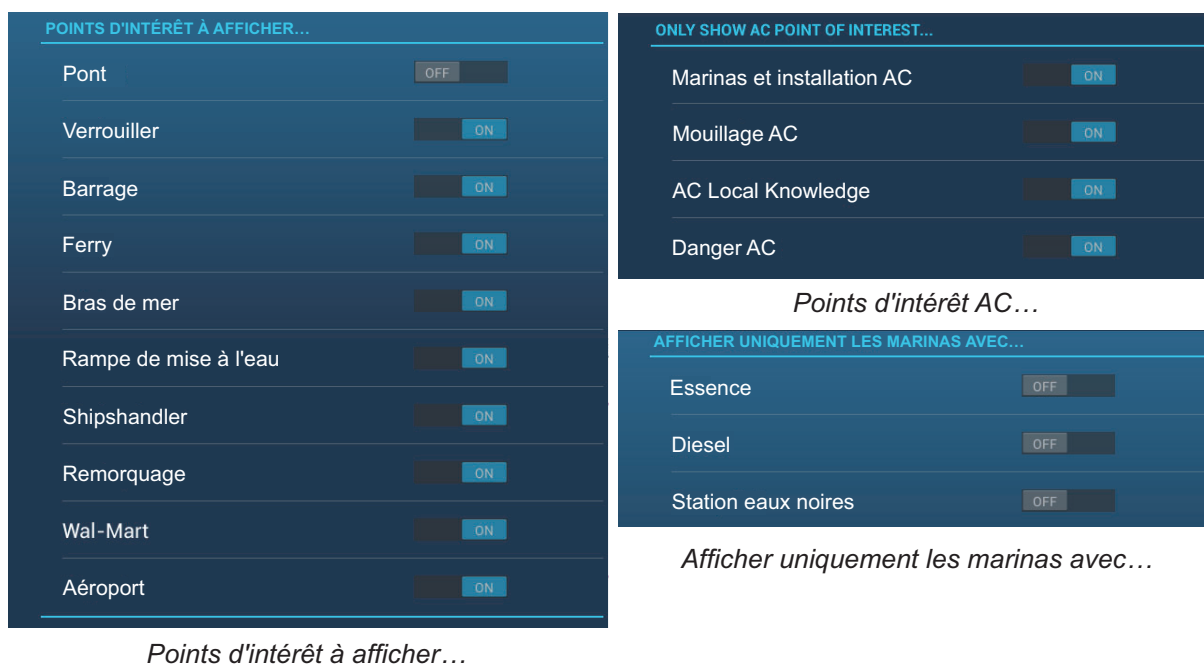 POINTS D'INTÉRÊT À AFFICHER…
Pont OFF
Verrouiller ON
Barrage ON
Ferry ON
Bras de mer ON
Rampe de mise à l'eau ON
Shipshandler ON
Remorquage ON
Wal-Mart ON
Aéroport ON
Points d'intérêt à afficher…
ONLY SHOW AC POINT OF INTEREST...
Marinas et installation AC ON
Mouillage AC ON
AC Local Knowledge ON
Danger AC ON
Points d'intérêt AC…
AFFICHER UNIQUEMENT LES MARINAS AVEC…
Essence OFF
Diesel OFF
Station eaux noires OFF
Afficher uniquement les marinas avec…